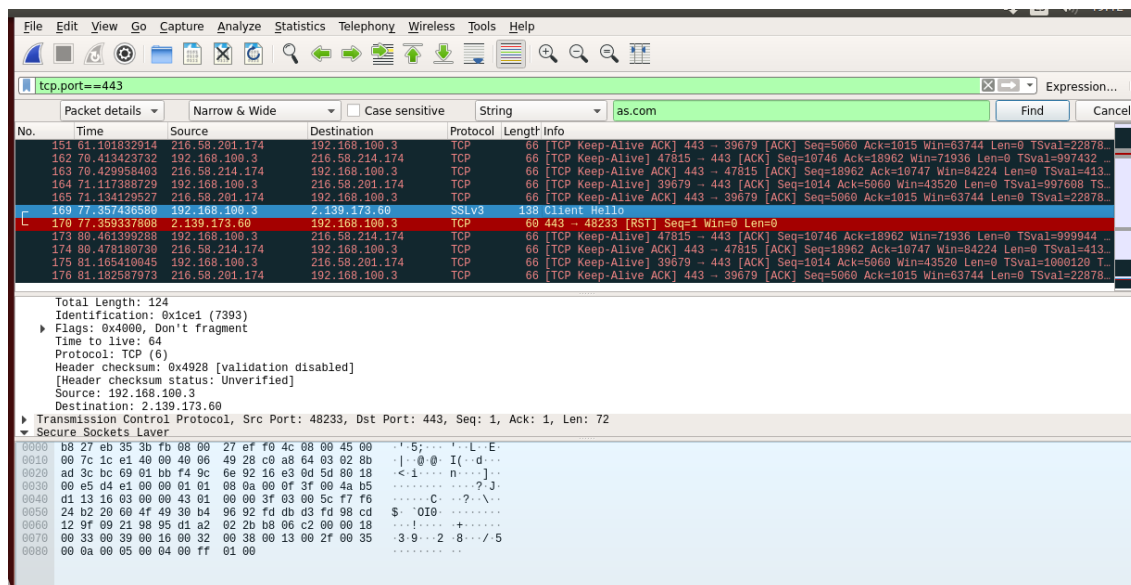 File Edit View Go Capture Analyze Statistics Telephony Wireless Tools Help
tcp.port==443 Expression...
Packet details Narrow & Wide Case sensitive String as.com Find Cancel
No. Time Source Destination Protocol Length Info
151 61.101832914 216.58.201.174 192.168.100.3 TCP 66 [TCP Keep-Alive ACK] 443 → 39679 [ACK] Seq=5060 Ack=1015 Win=63744 Len=0 TSval=22878…
162 70.413423732 192.168.100.3 216.58.214.174 TCP 66 [TCP Keep-Alive] 47815 → 443 [ACK] Seq=10746 Ack=18962 Win=71936 Len=0 TSval=997432 …
163 70.429958403 216.58.214.174 192.168.100.3 TCP 66 [TCP Keep-Alive ACK] 443 → 47815 [ACK] Seq=18962 Ack=10747 Win=84224 Len=0 TSval=413…
164 71.117388729 192.168.100.3 216.58.201.174 TCP 66 [TCP Keep-Alive] 39679 → 443 [ACK] Seq=1014 Ack=5060 Win=43520 Len=0 TSval=997608 TS…
165 71.134129527 216.58.201.174 192.168.100.3 TCP 66 [TCP Keep-Alive ACK] 443 → 39679 [ACK] Seq=5060 Ack=1015 Win=63744 Len=0 TSval=22878…
169 77.357436580 192.168.100.3 2.139.173.60 SSLv3 138 Client Hello
170 77.359337808 2.139.173.60 192.168.100.3 TCP 60 443 → 48233 [RST] Seq=1 Win=0 Len=0
173 80.461399288 192.168.100.3 216.58.214.174 TCP 66 [TCP Keep-Alive] 47815 → 443 [ACK] Seq=10746 Ack=18962 Win=71936 Len=0 TSval=999944 …
174 80.478180730 216.58.214.174 192.168.100.3 TCP 66 [TCP Keep-Alive ACK] 443 → 47815 [ACK] Seq=18962 Ack=10747 Win=84224 Len=0 TSval=413…
175 81.165410045 192.168.100.3 216.58.201.174 TCP 66 [TCP Keep-Alive] 39679 → 443 [ACK] Seq=1014 Ack=5060 Win=43520 Len=0 TSval=1000120 T…
176 81.182587973 216.58.201.174 192.168.100.3 TCP 66 [TCP Keep-Alive ACK] 443 → 39679 [ACK] Seq=5060 Ack=1015 Win=63744 Len=0 TSval=22878…
Total Length: 124
Identification: 0x1ce1 (7393)
Flags: 0x4000, Don't fragment
Time to live: 64
Protocol: TCP (6)
Header checksum: 0x4928 [validation disabled]
[Header checksum status: Unverified]
Source: 192.168.100.3
Destination: 2.139.173.60
Transmission Control Protocol, Src Port: 48233, Dst Port: 443, Seq: 1, Ack: 1, Len: 72
Secure Sockets Layer
0000 b8 27 eb 35 3b fb 08 00 27 ef f0 4c 08 00 45 00 ·'·5;··· '··L··E·
0010 00 7c 1c e1 40 00 40 06 49 28 c0 a8 64 03 02 8b ·|··@·@· I(··d···
0020 ad 3c bc 69 01 bb f4 9c 6e 92 16 e3 0d 5d 80 18 ·<·i···· n····]··
0030 00 e5 d4 e1 00 00 01 01 08 0a 00 0f 3f 00 4a b5 ········ ····?·J·
0040 d1 13 16 03 00 00 43 01 00 00 3f 03 00 5c f7 f6 ······C· ··?··\··
0050 24 b2 20 60 4f 49 30 b4 96 92 fd db d3 fd 98 cd $· `OI0· ········
0060 12 9f 09 21 98 95 d1 a2 02 2b b8 06 c2 00 00 18 ···!···· ·+······
0070 00 33 00 39 00 16 00 32 00 38 00 13 00 2f 00 35 ·3·9···2 ·8···/·5
0080 00 0a 00 05 00 04 00 ff 01 00 ········ ··